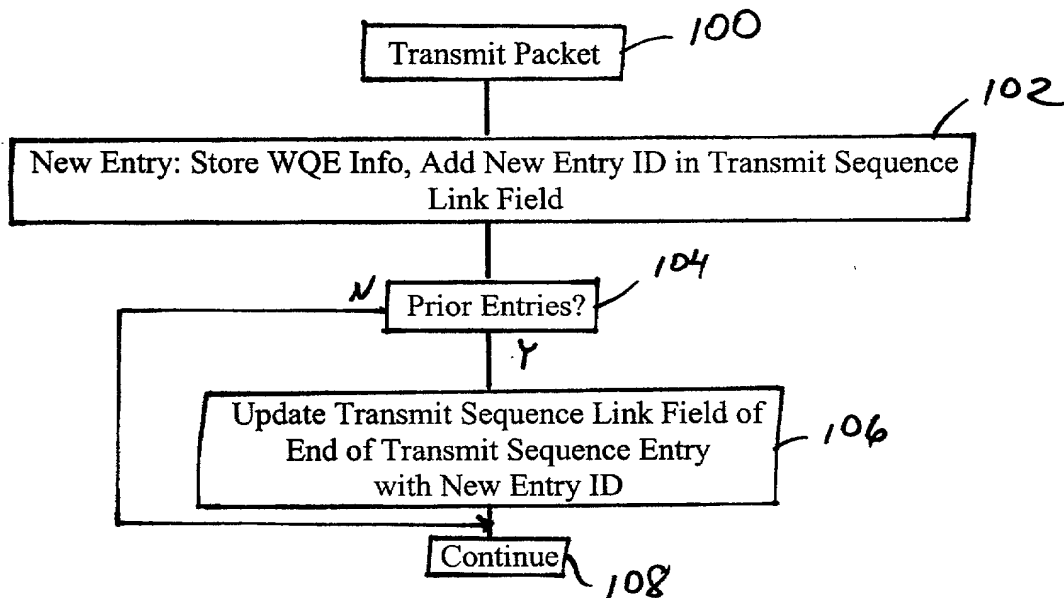 100
Transmit Packet
102
New Entry: Store WQE Info, Add New Entry ID in Transmit Sequence
Link Field
104
N
Prior Entries?
Y
Update Transmit Sequence Link Field of
End of Transmit Sequence Entry
with New Entry ID
106
Continue
108